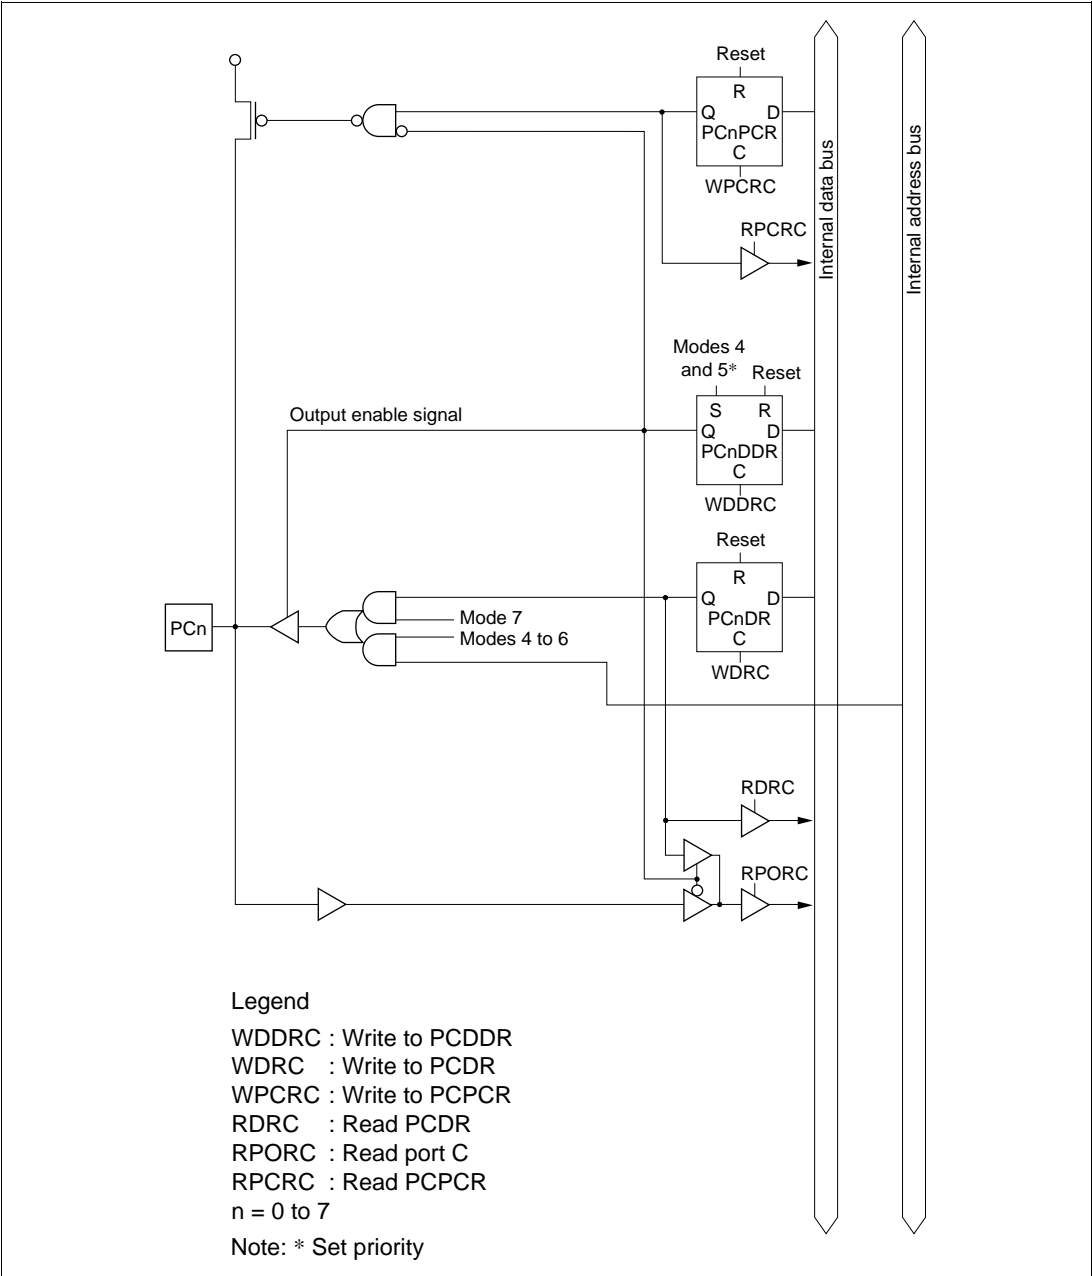 Reset
R
Q D
PCnPCR
C
WPCRC
RPCRC
Internal data bus
Internal address bus
Modes 4
and 5* Reset
S R
Q D
PCnDDR
C
WDDRC
Output enable signal
Reset
R
Q D
PCnDR
C
WDRC
PCn
Mode 7
Modes 4 to 6
RDRC
RPORC
Legend
WDDRC : Write to PCDDR
WDRC : Write to PCDR
WPCRC : Write to PCPCR
RDRC : Read PCDR
RPORC : Read port C
RPCRC : Read PCPCR
n = 0 to 7
Note: * Set priority